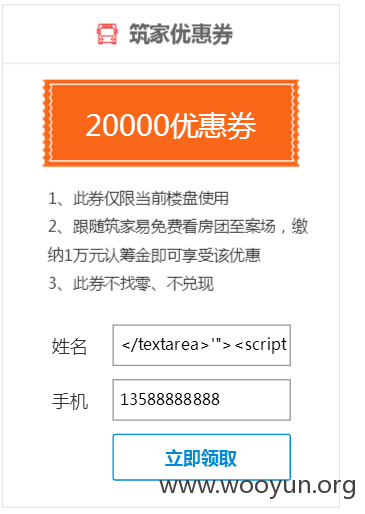 筑家优惠券
20000优惠券
1、此券仅限当前楼盘使用
2、跟随筑家易免费看房团至案场，缴
纳1万元认筹金即可享受该优惠
3、此券不找零、不兑现
姓名 </textarea>'"><script
手机 13588888888
立即领取
www.wooyun.org